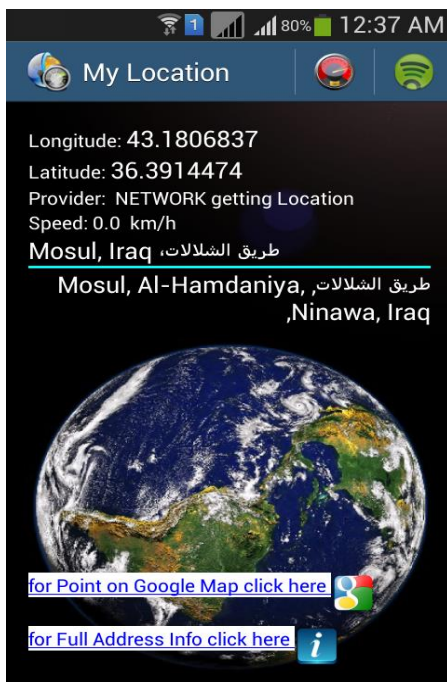 1 80% 12:37 AM
My Location
Longitude: 43.1806837
Latitude: 36.3914474
Provider: NETWORK getting Location
Speed: 0.0 km/h
Mosul, Iraq ،طريق الشلالات
Mosul, Al-Hamdaniya, ,طريق الشلالات
,Ninawa, Iraq
for Point on Google Map click here
for Full Address Info click here